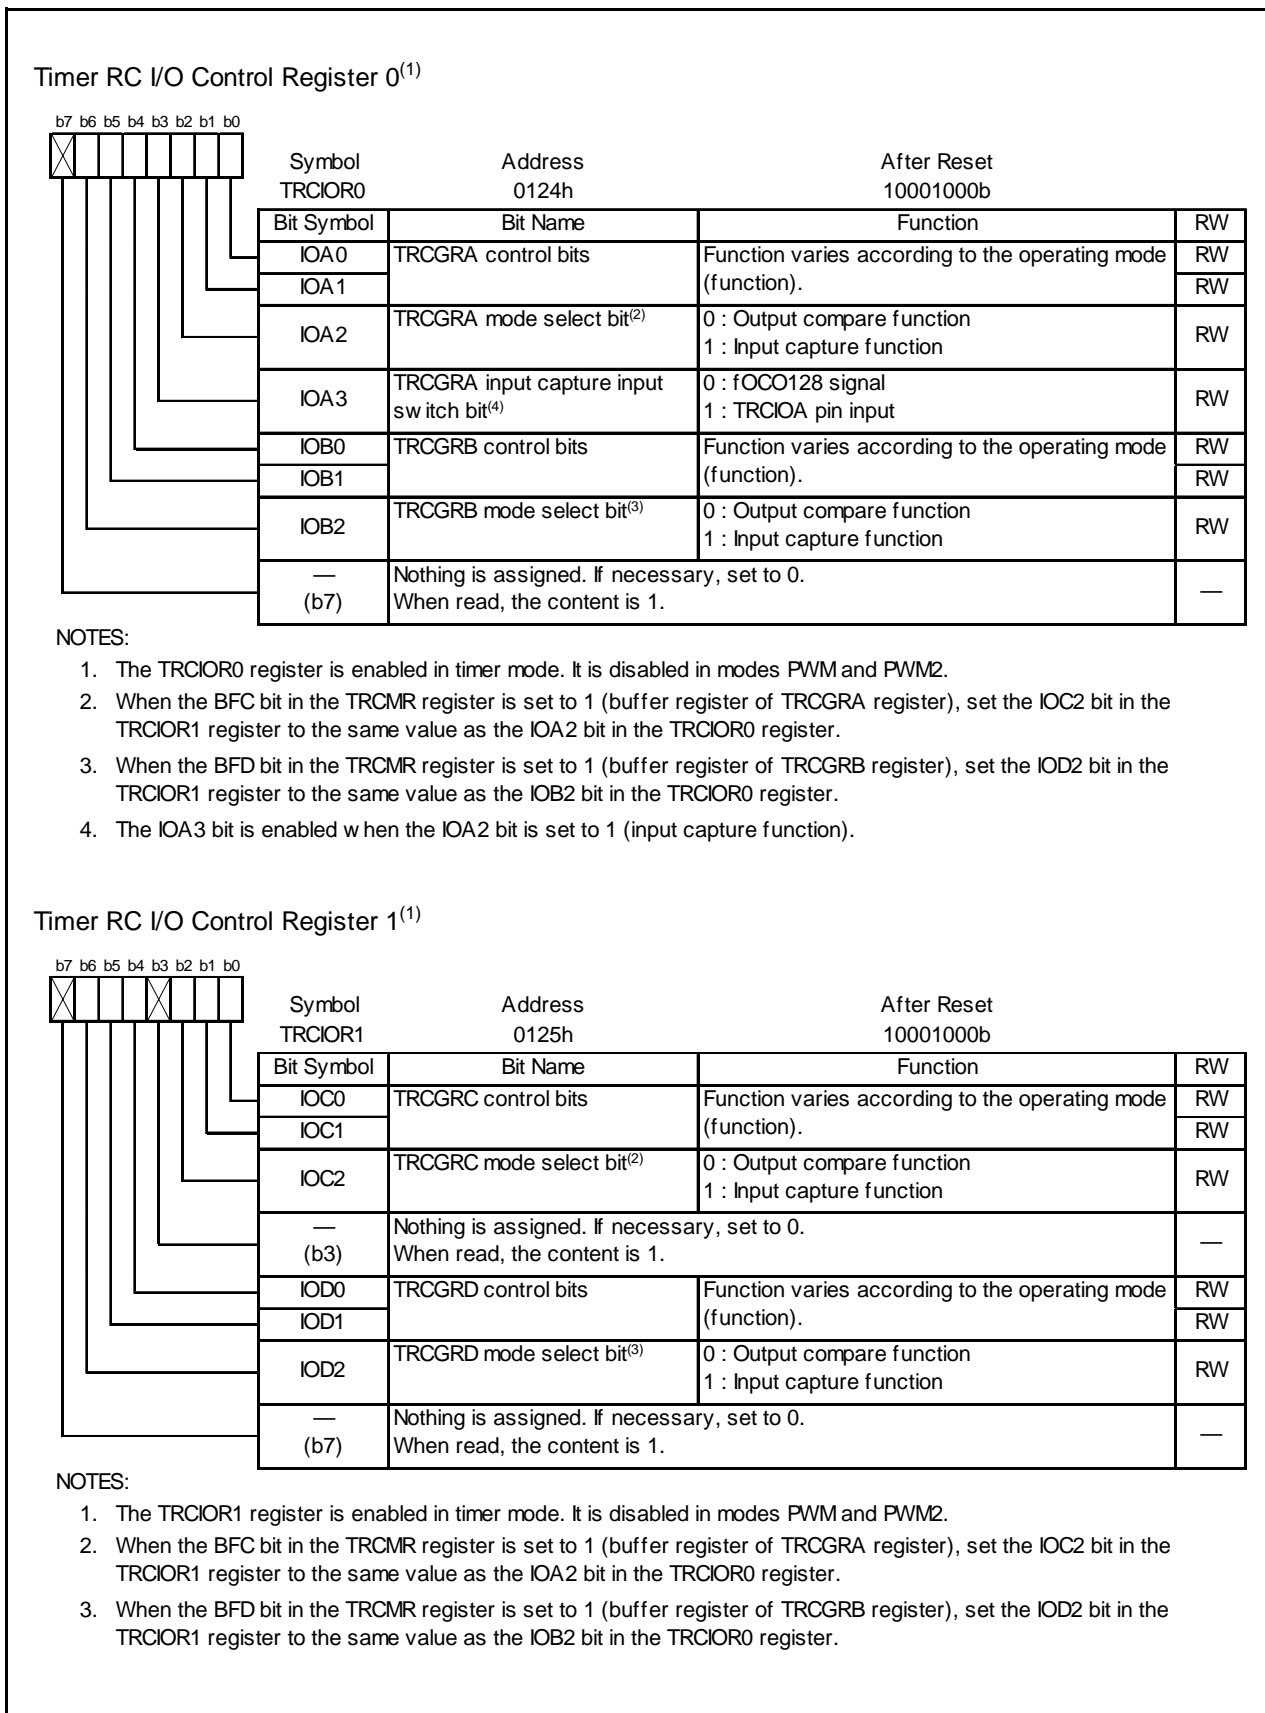 Timer RC I/O Control Register 0(1)
b7 b6 b5 b4 b3 b2 b1 b0
Symbol Address After Reset
TRCIOR0 0124h 10001000b
Bit Symbol Bit Name Function RW
IOA0 TRCGRA control bits Function varies according to the operating mode RW
IOA1 (function). RW
IOA2 TRCGRA mode select bit(2) 0 : Output compare function RW
1 : Input capture function
IOA3 TRCGRA input capture input 0 : fOCO128 signal RW
switch bit(4) 1 : TRCIOA pin input
IOB0 TRCGRB control bits Function varies according to the operating mode RW
IOB1 (function). RW
IOB2 TRCGRB mode select bit(3) 0 : Output compare function RW
1 : Input capture function
— Nothing is assigned. If necessary, set to 0. —
(b7) When read, the content is 1.
NOTES:
1. The TRCIOR0 register is enabled in timer mode. It is disabled in modes PWM and PWM2.
2. When the BFC bit in the TRCMR register is set to 1 (buffer register of TRCGRA register), set the IOC2 bit in the
TRCIOR1 register to the same value as the IOA2 bit in the TRCIOR0 register.
3. When the BFD bit in the TRCMR register is set to 1 (buffer register of TRCGRB register), set the IOD2 bit in the
TRCIOR1 register to the same value as the IOB2 bit in the TRCIOR0 register.
4. The IOA3 bit is enabled when the IOA2 bit is set to 1 (input capture function).
Timer RC I/O Control Register 1(1)
b7 b6 b5 b4 b3 b2 b1 b0
Symbol Address After Reset
TRCIOR1 0125h 10001000b
Bit Symbol Bit Name Function RW
IOC0 TRCGRC control bits Function varies according to the operating mode RW
IOC1 (function). RW
IOC2 TRCGRC mode select bit(2) 0 : Output compare function RW
1 : Input capture function
— Nothing is assigned. If necessary, set to 0. —
(b3) When read, the content is 1.
IOD0 TRCGRD control bits Function varies according to the operating mode RW
IOD1 (function). RW
IOD2 TRCGRD mode select bit(3) 0 : Output compare function RW
1 : Input capture function
— Nothing is assigned. If necessary, set to 0. —
(b7) When read, the content is 1.
NOTES:
1. The TRCIOR1 register is enabled in timer mode. It is disabled in modes PWM and PWM2.
2. When the BFC bit in the TRCMR register is set to 1 (buffer register of TRCGRA register), set the IOC2 bit in the
TRCIOR1 register to the same value as the IOA2 bit in the TRCIOR0 register.
3. When the BFD bit in the TRCMR register is set to 1 (buffer register of TRCGRB register), set the IOD2 bit in the
TRCIOR1 register to the same value as the IOB2 bit in the TRCIOR0 register.